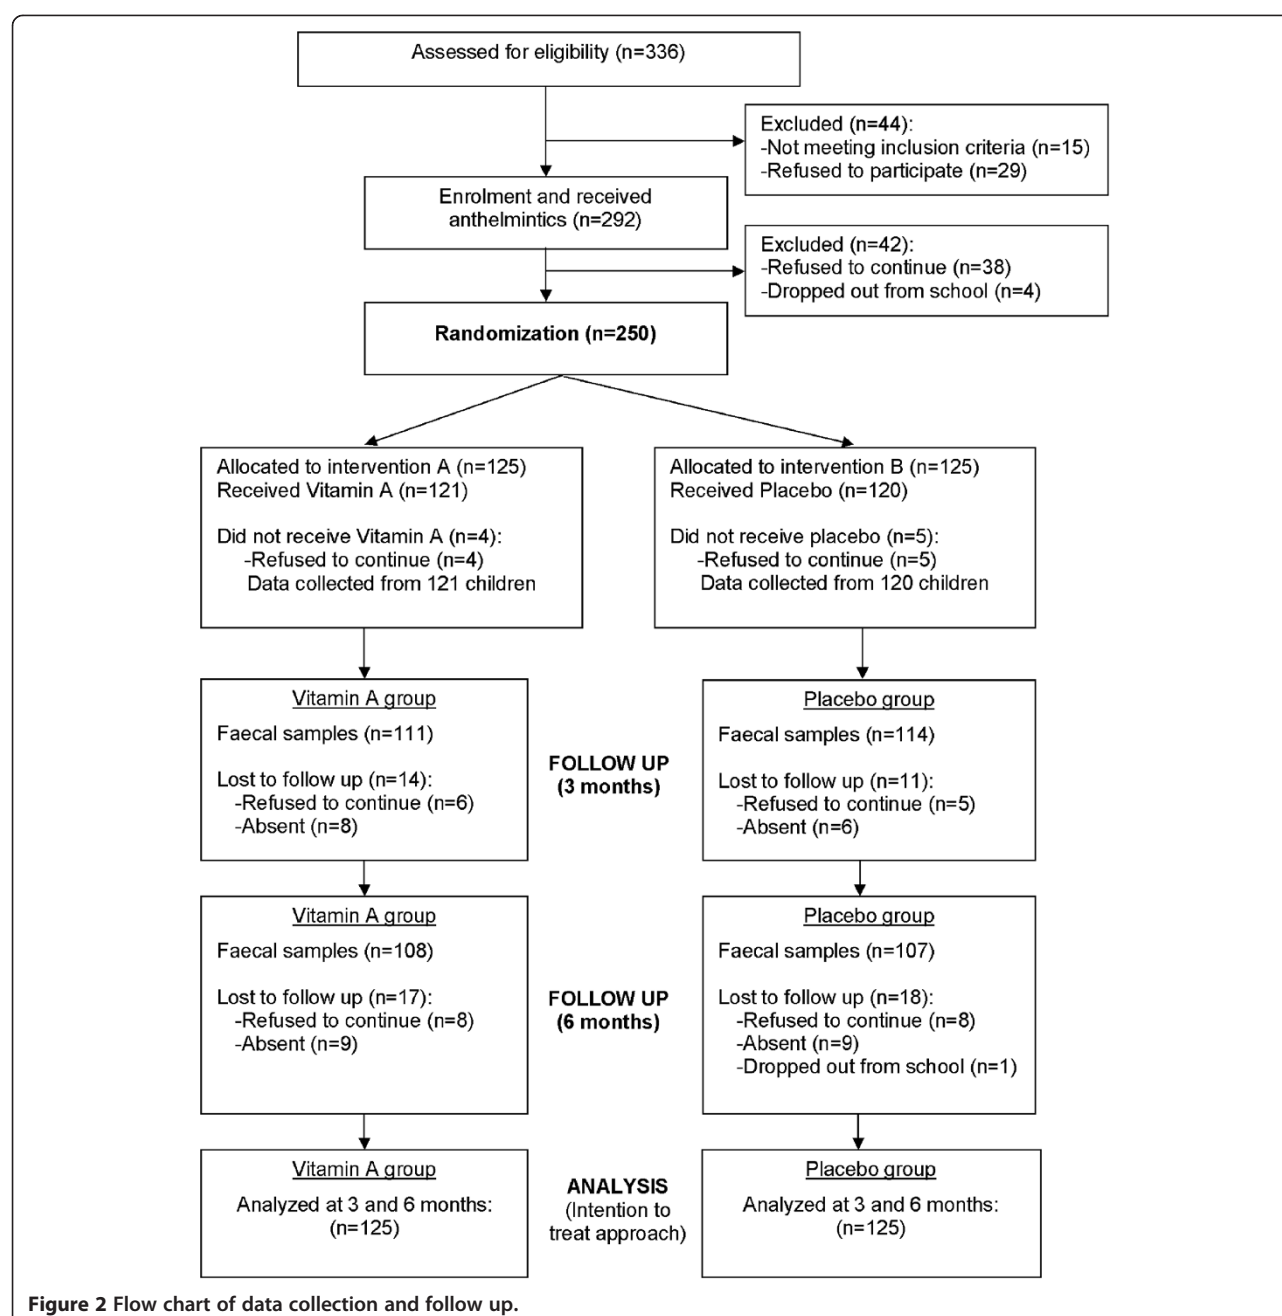 Assessed for eligibility (n=336)
Excluded (n=44):
-Not meeting inclusion criteria (n=15)
-Refused to participate (n=29)
Enrolment and received
anthelmintics (n=292)
Excluded (n=42):
-Refused to continue (n=38)
-Dropped out from school (n=4)
Randomization (n=250)
Allocated to intervention A (n=125)
Received Vitamin A (n=121)
Did not receive Vitamin A (n=4):
-Refused to continue (n=4)
Data collected from 121 children
Allocated to intervention B (n=125)
Received Placebo (n=120)
Did not receive placebo (n=5):
-Refused to continue (n=5)
Data collected from 120 children
Vitamin A group
Faecal samples (n=111)
Lost to follow up (n=14):
-Refused to continue (n=6)
-Absent (n=8)
FOLLOW UP
(3 months)
Placebo group
Faecal samples (n=114)
Lost to follow up (n=11):
-Refused to continue (n=5)
-Absent (n=6)
Vitamin A group
Faecal samples (n=108)
Lost to follow up (n=17):
-Refused to continue (n=8)
-Absent (n=9)
FOLLOW UP
(6 months)
Placebo group
Faecal samples (n=107)
Lost to follow up (n=18):
-Refused to continue (n=8)
-Absent (n=9)
-Dropped out from school (n=1)
Vitamin A group
Analyzed at 3 and 6 months:
(n=125)
ANALYSIS
(Intention to
treat approach)
Placebo group
Analyzed at 3 and 6 months:
(n=125)
Figure 2 Flow chart of data collection and follow up.